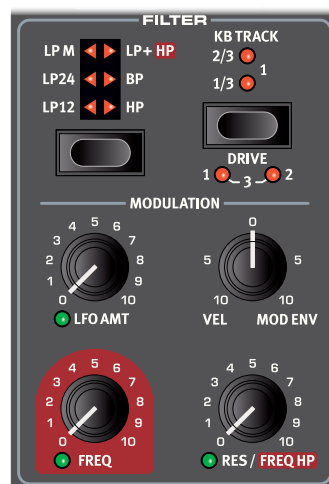 FILTER
LP M LP+ HP
LP24 BP
LP12 HP
KB TRACK
2/3
1
1/3
DRIVE
1 3 2
MODULATION
0 1 2 3 4 5 6 7 8 9 10
LFO AMT
0
5 5
10 10
VEL MOD ENV
0 1 2 3 4 5 6 7 8 9 10
FREQ
0 1 2 3 4 5 6 7 8 9 10
RES / FREQ HP